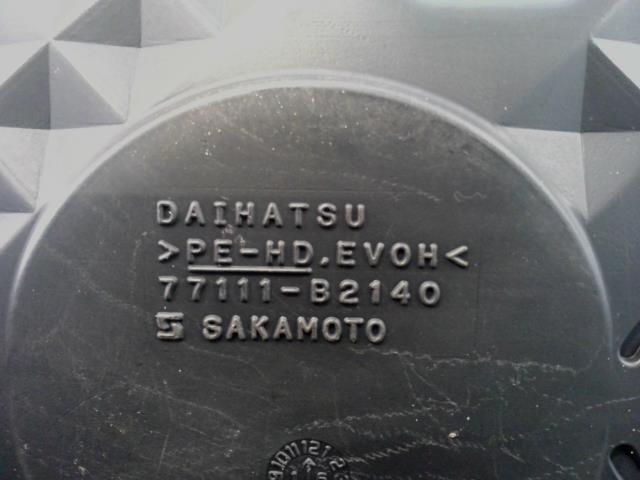 DAIHATSU
>PE-HD,EVOH<
77111-B2140
SAKAMOTO